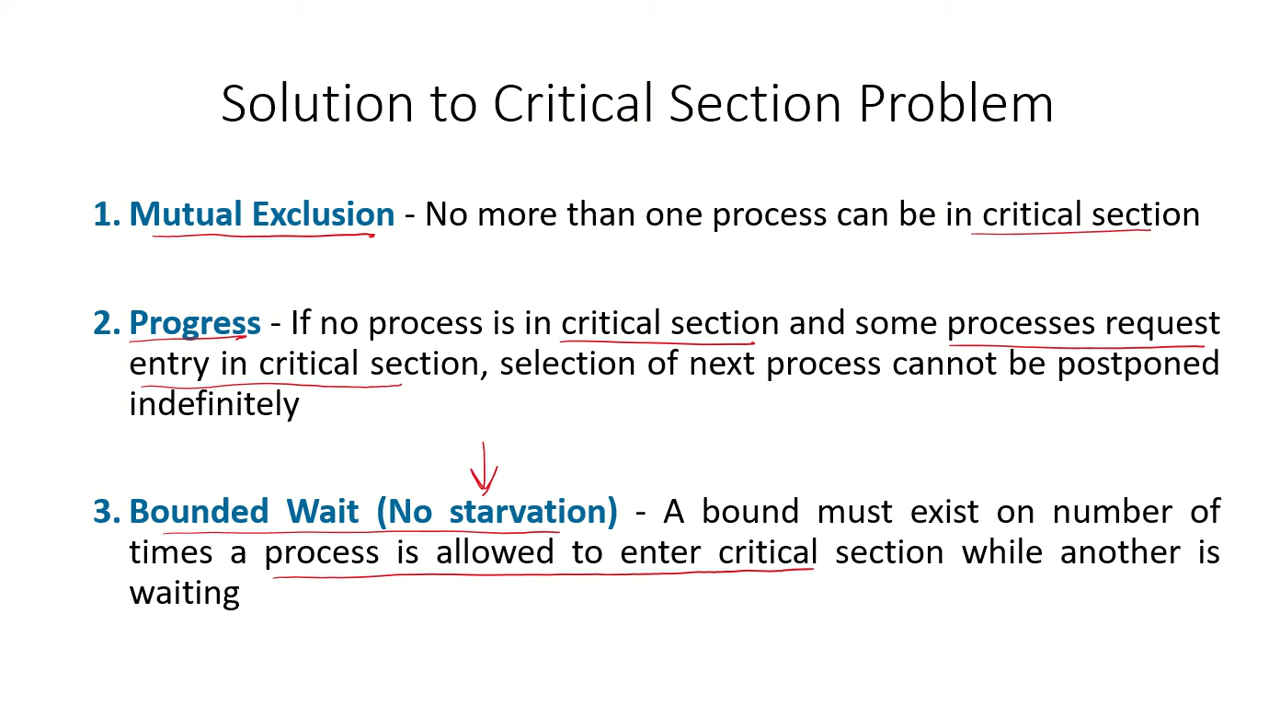 Solution to Critical Section Problem
1. Mutual Exclusion - No more than one process can be in critical section
2. Progress - If no process is in critical section and some processes request
entry in critical section, selection of next process cannot be postponed
indefinitely
3. Bounded Wait (No starvation) - A bound must exist on number of
times a process is allowed to enter critical section while another is
waiting